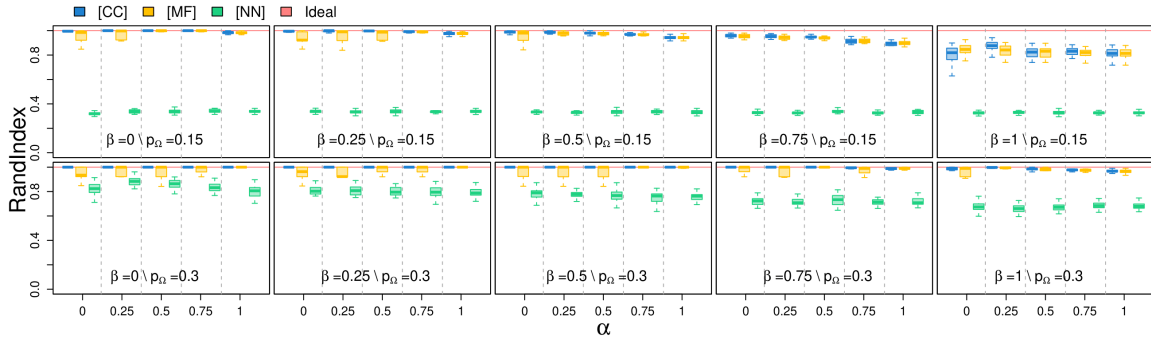 [CC] [MF] [NN] Ideal
RandIndex
0.8
0.4
0.0
β =0 \ pΩ =0.15
β =0.25 \ pΩ =0.15
β =0.5 \ pΩ =0.15
β =0.75 \ pΩ =0.15
β =1 \ pΩ =0.15
0.8
0.4
0.0
β =0 \ pΩ =0.3
β =0.25 \ pΩ =0.3
β =0.5 \ pΩ =0.3
β =0.75 \ pΩ =0.3
β =1 \ pΩ =0.3
0 0.25 0.5 0.75 1 0 0.25 0.5 0.75 1 0 0.25 0.5 0.75 1 0 0.25 0.5 0.75 1 0 0.25 0.5 0.75 1
α